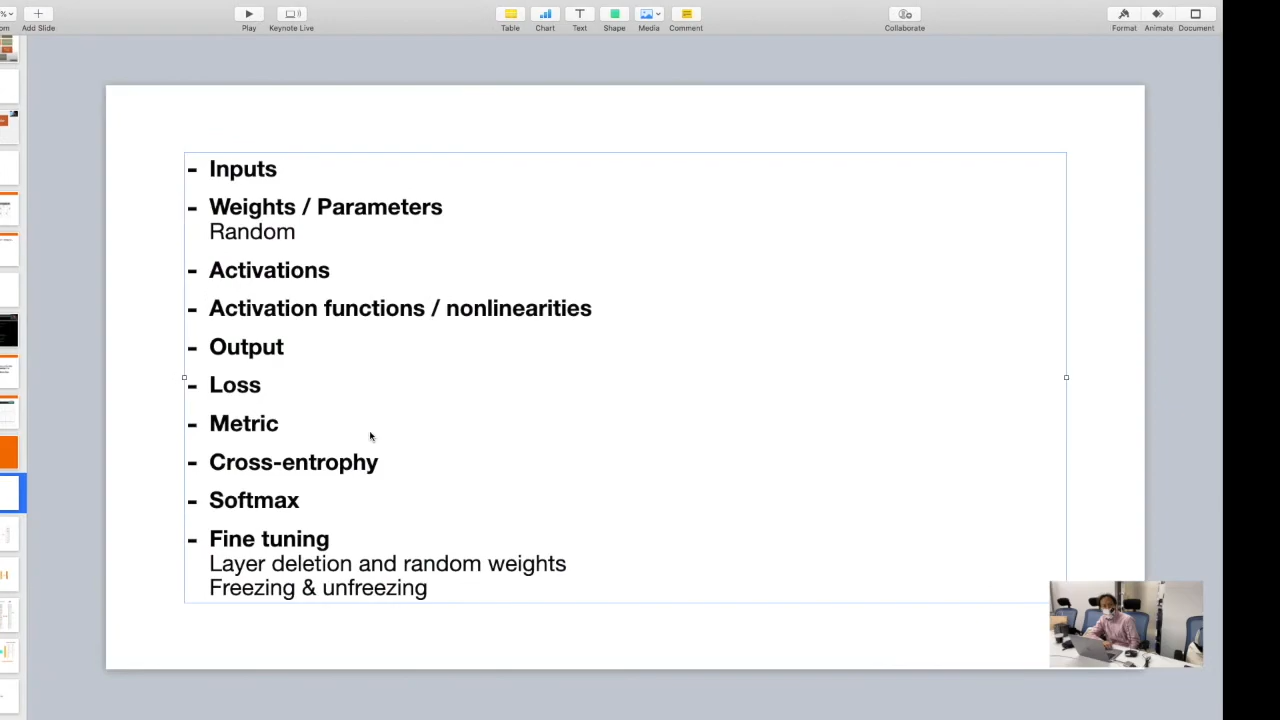 %
Add Slide
Play
Keynote Live
Table
Chart
Text
Shape
Media
Comment
Collaborate
Format
Animate
Document
- Inputs
- Weights / Parameters
Random
- Activations
- Activation functions / nonlinearities
- Output
- Loss
- Metric
- Cross-entrophy
- Softmax
- Fine tuning
Layer deletion and random weights
Freezing & unfreezing